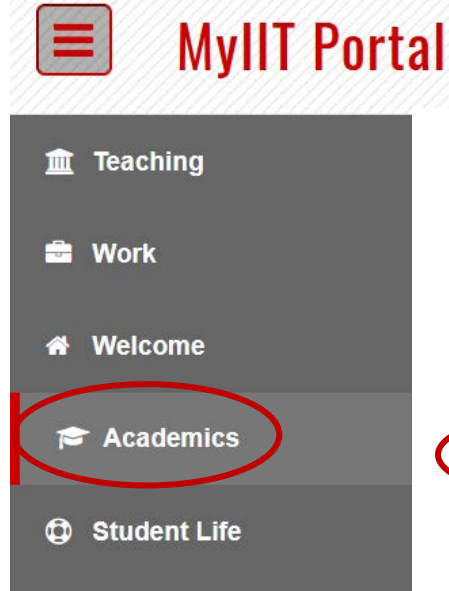 MyIIT Portal
Teaching
Work
Welcome
Academics
Student Life